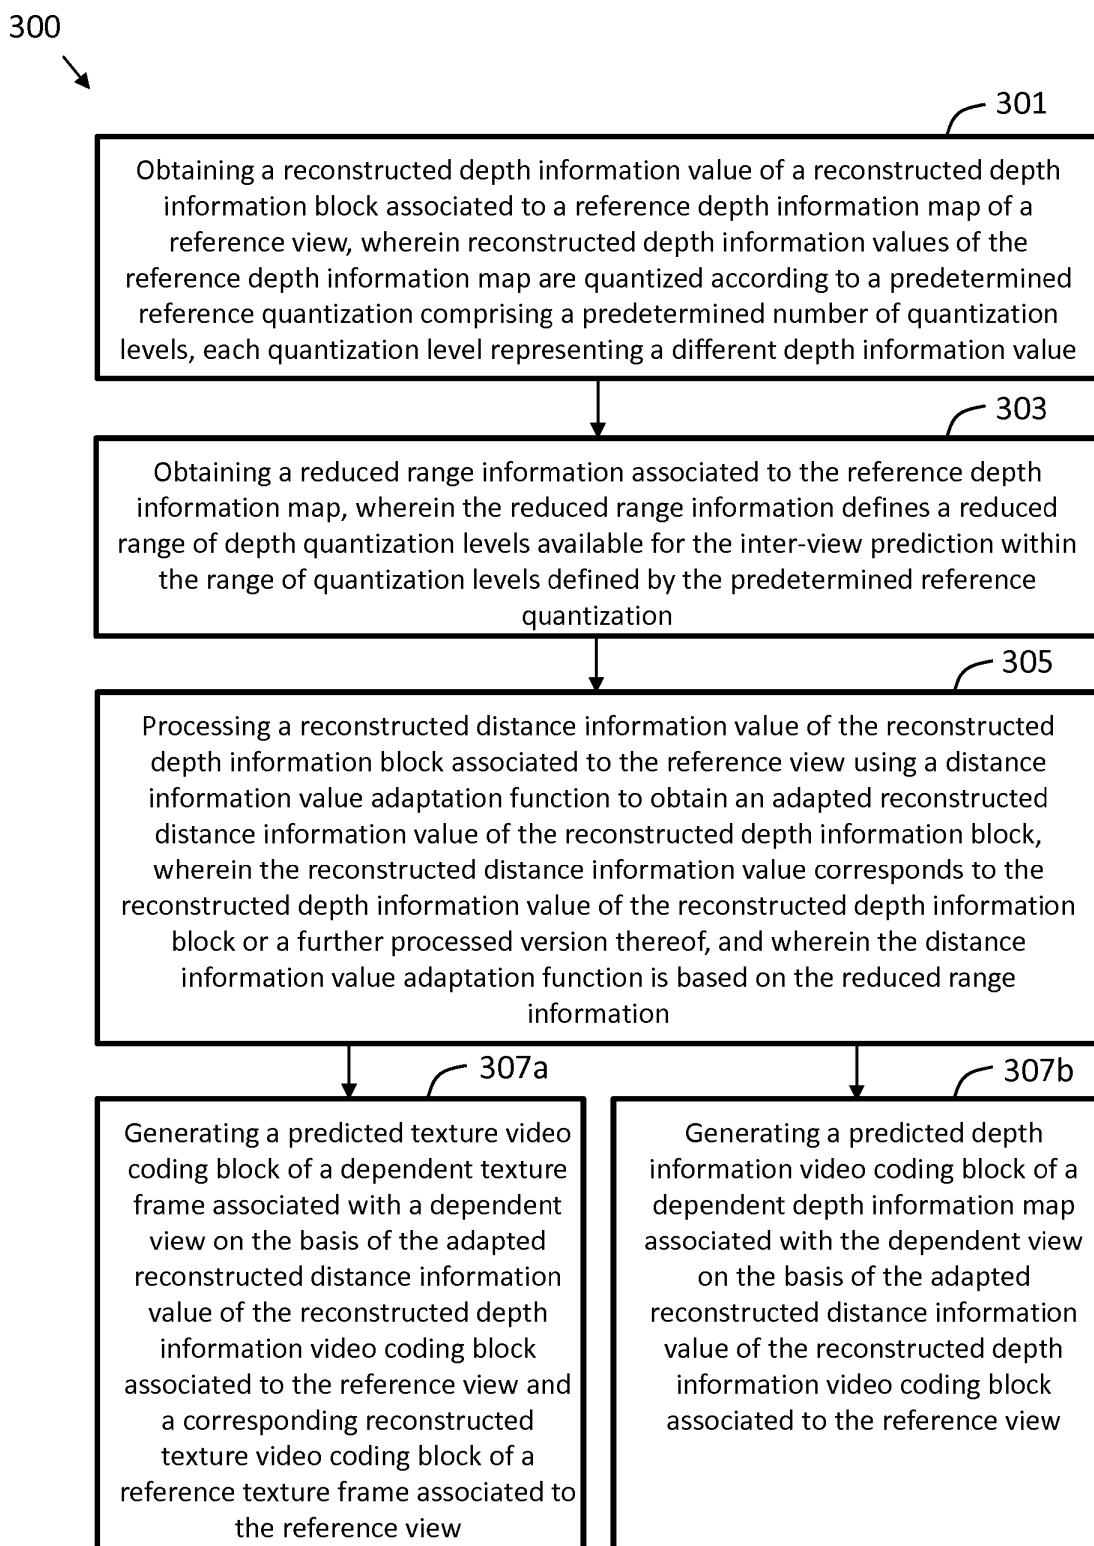 300
301
Obtaining a reconstructed depth information value of a reconstructed depth
information block associated to a reference depth information map of a
reference view, wherein reconstructed depth information values of the
reference depth information map are quantized according to a predetermined
reference quantization comprising a predetermined number of quantization
levels, each quantization level representing a different depth information value
303
Obtaining a reduced range information associated to the reference depth
information map, wherein the reduced range information defines a reduced
range of depth quantization levels available for the inter-view prediction within
the range of quantization levels defined by the predetermined reference
quantization
305
Processing a reconstructed distance information value of the reconstructed
depth information block associated to the reference view using a distance
information value adaptation function to obtain an adapted reconstructed
distance information value of the reconstructed depth information block,
wherein the reconstructed distance information value corresponds to the
reconstructed depth information value of the reconstructed depth information
block or a further processed version thereof, and wherein the distance
information value adaptation function is based on the reduced range
information
307a
Generating a predicted texture video
coding block of a dependent texture
frame associated with a dependent
view on the basis of the adapted
reconstructed distance information
value of the reconstructed depth
information video coding block
associated to the reference view and
a corresponding reconstructed
texture video coding block of a
reference texture frame associated to
the reference view
307b
Generating a predicted depth
information video coding block of a
dependent depth information map
associated with the dependent view
on the basis of the adapted
reconstructed distance information
value of the reconstructed depth
information video coding block
associated to the reference view